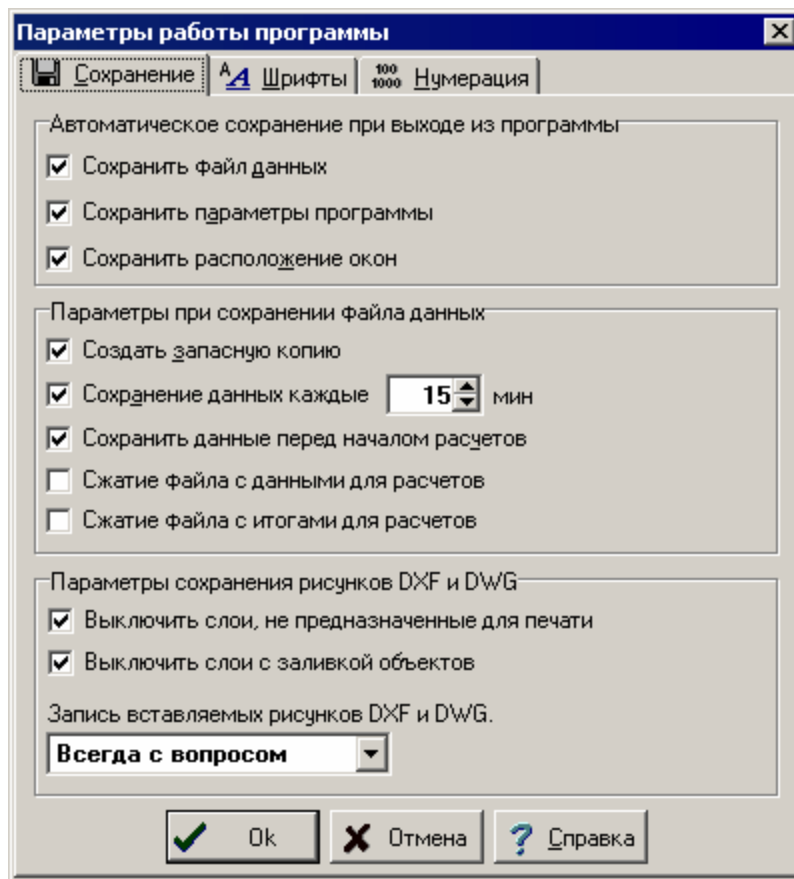 Параметры работы программы
Сохранение
Шрифты
100
1000
Нумерация
Автоматическое сохранение при выходе из программы
Сохранить файл данных
Сохранить параметры программы
Сохранить расположение окон
Параметры при сохранении файла данных
Создать запасную копию
Сохранение данных каждые 15 мин
Сохранить данные перед началом расчетов
Сжатие файла с данными для расчетов
Сжатие файла с итогами для расчетов
Параметры сохранения рисунков DXF и DWG
Выключить слои, не предназначенные для печати
Выключить слои с заливкой объектов
Запись вставляемых рисунков DXF и DWG.
Всегда с вопросом
Ok
Отмена
Справка